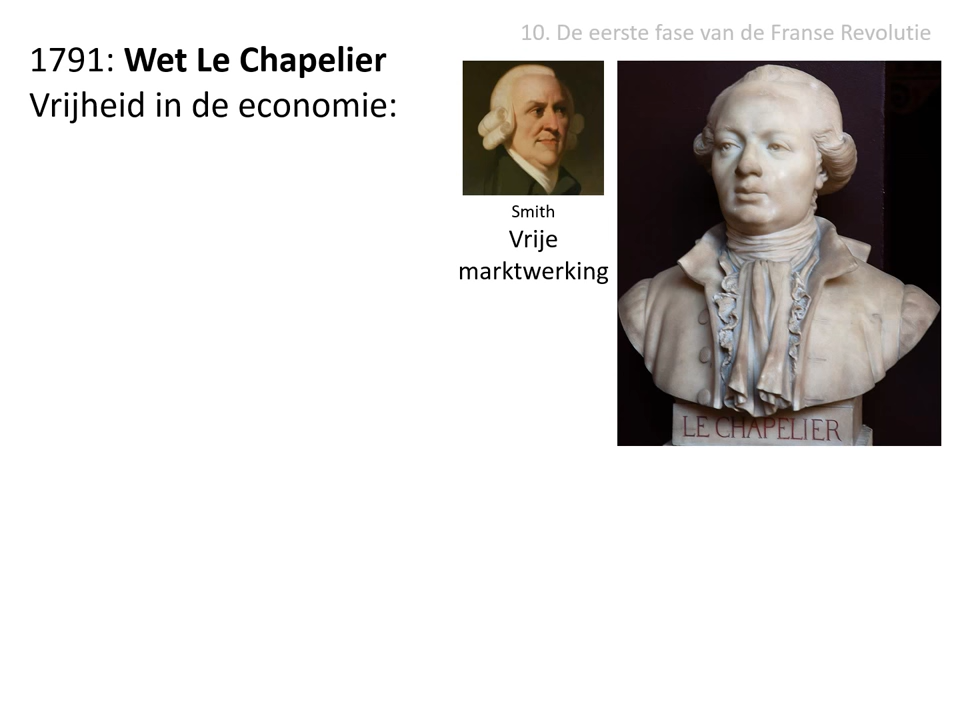 10. De eerste fase van de Franse Revolutie
1791: Wet Le Chapelier
Vrijheid in de economie:
Smith
Vrije
marktwerking
LE CHAPELIER